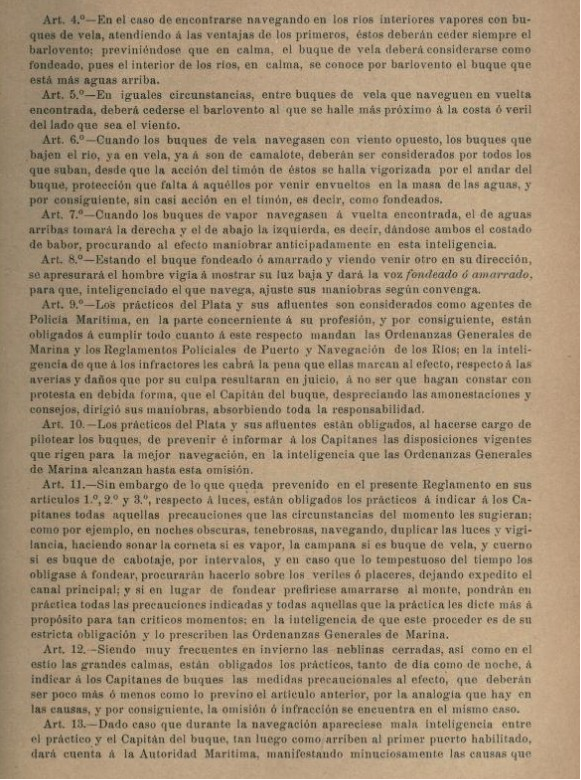 Art. 4.º—En el caso de encontrarse navegando en los rios interiores vapores con bu-
ques de vela, atendiendo á las ventajas de los primeros, éstos deberán ceder siempre el
barlovento; previniéndose que en calma, el buque de vela deberá considerarse como
fondeado, pues el interior de los ríos, en calma, se conoce por barlovento el buque que
está más aguas arriba.
Art. 5.º—En iguales circunstancias, entre buques de vela que naveguen en vuelta
encontrada, deberá cederse el barlovento al que se halle más próximo á la costa ó veril
del lado que sea el viento.
Art. 6.º—Cuando los buques de vela navegasen con viento opuesto, los buques que
bajen el rio, ya en vela, ya á son de camalote, deberán ser considerados por todos los
que suban, desde que la acción del timón de éstos se halla vigorizada por el andar del
buque, protección que falta á aquéllos por venir envueltos en la masa de las aguas, y
por consiguiente, sin casi acción en el timón, es decir, como fondeados.
Art. 7.º—Cuando los buques de vapor navegasen á vuelta encontrada, el de aguas
arribas tomará la derecha y el de abajo la izquierda, es decir, dándose ambos el costado
de babor, procurando al efecto maniobrar anticipadamente en esta inteligencia.
Art. 8.º—Estando el buque fondeado ó amarrado y viendo venir otro en su dirección,
se apresurará el hombre vigia á mostrar su luz baja y dará la voz fondeado ó amarrado,
para que, inteligenciado el que navega, ajuste sus maniobras según convenga.
Art. 9.º—Los prácticos del Plata y sus afluentes son considerados como agentes de
Policía Marítima, en la parte concerniente á su profesión, y por consiguiente, están
obligados á cumplir todo cuanto á este respecto mandan las Ordenanzas Generales de
Marina y los Reglamentos Policiales de Puerto y Navegación de los Ríos; en la inteli-
gencia de que á los infractores les cabrá la pena que ellas marcan al efecto, respecto á las
averías y daños que por su culpa resultaran en juicio, á no ser que hagan constar con
protesta en debida forma, que el Capitán del buque, despreciando las amonestaciones y
consejos, dirigió sus maniobras, absorbiendo toda la responsabilidad.
Art. 10.—Los prácticos del Plata y sus afluentes están obligados, al hacerse cargo de
pilotear los buques, de prevenir é informar á los Capitanes las disposiciones vigentes
que rigen para la mejor navegación, en la inteligencia que las Ordenanzas Generales
de Marina alcanzan hasta esta omisión.
Art. 11.—Sin embargo de lo que queda prevenido en el presente Reglamento en sus
articulos 1.º, 2.º y 3.º, respecto á luces, están obligados los prácticos á indicar á los Ca-
pitanes todas aquellas precauciones que las circunstancias del momento les sugieran;
como por ejemplo, en noches obscuras, tenebrosas, navegando, duplicar las luces y vigi-
lancia, haciendo sonar la corneta si es vapor, la campana si es buque de vela, y cuerno
si es buque de cabotaje, por intervalos, y en caso que lo tempestuoso del tiempo los
obligase á fondear, procurarán hacerlo sobre los veriles ó placeres, dejando expedito el
canal principal; y si en lugar de fondear prefiriese amarrarse al monte, pondrán en
práctica todas las precauciones indicadas y todas aquellas que la práctica les dicte más á
propósito para tan criticos momentos; en la inteligencia de que este proceder es de su
estricta obligación y lo prescriben las Ordenanzas Generales de Marina.
Art. 12.—Siendo muy frecuentes en invierno las neblinas cerradas, asi como en el
estio las grandes calmas, están obligados los prácticos, tanto de dia como de noche, á
indicar á los Capitanes de buques las medidas precaucionales al efecto, que deberán
ser poco más ó menos como lo previno el articulo anterior, por la analogía que hay en
las causas, y por consiguiente, la omisión ó infracción se encuentra en el mismo caso.
Art. 13.—Dado caso que durante la navegación apareciese mala inteligencia entre
el práctico y el Capitán del buque, tan luego como arriben al primer puerto habilitado,
dará cuenta á la Autoridad Marítima, manifestando minuciosamente las causas que